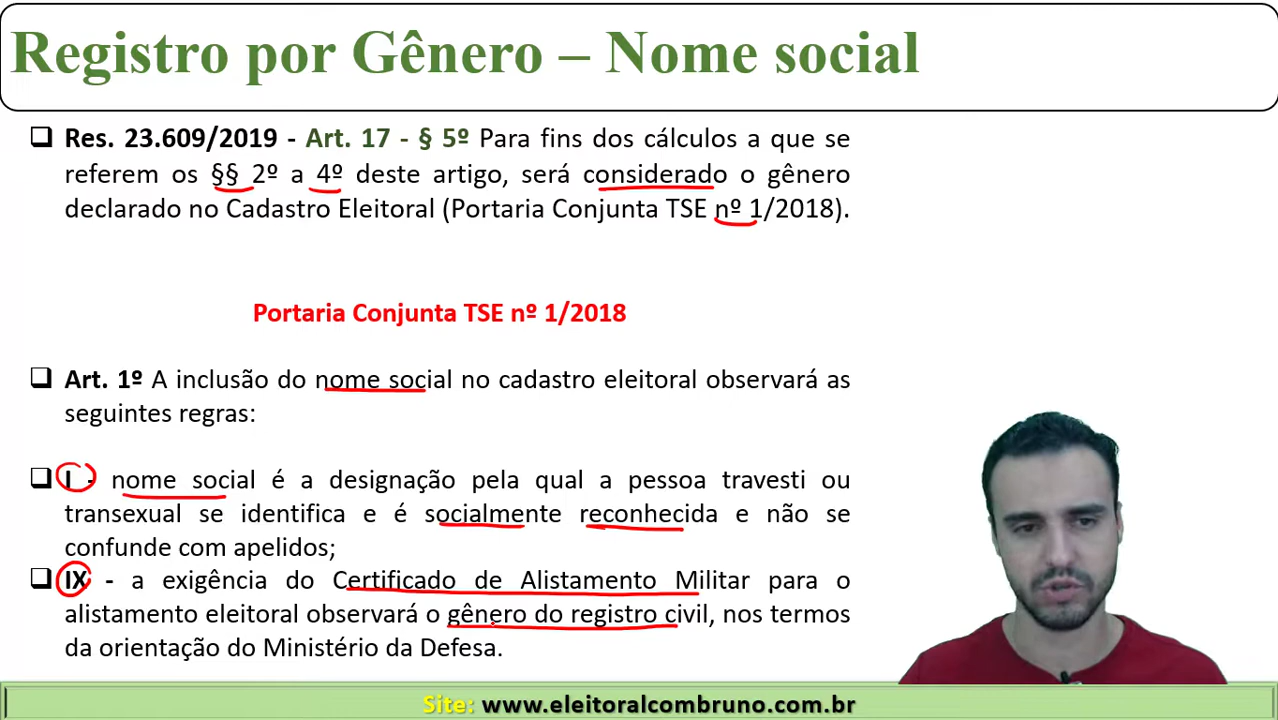 Registro por Gênero – Nome social
Res. 23.609/2019 - Art. 17 - § 5º Para fins dos cálculos a que se
referem os §§ 2º a 4º deste artigo, será considerado o gênero
declarado no Cadastro Eleitoral (Portaria Conjunta TSE nº 1/2018).
Portaria Conjunta TSE nº 1/2018
Art. 1º A inclusão do nome social no cadastro eleitoral observará as
seguintes regras:
I - nome social é a designação pela qual a pessoa travesti ou
transexual se identifica e é socialmente reconhecida e não se
confunde com apelidos;
IX - a exigência do Certificado de Alistamento Militar para o
alistamento eleitoral observará o gênero do registro civil, nos termos
da orientação do Ministério da Defesa.
Site: www.eleitoralcombruno.com.br